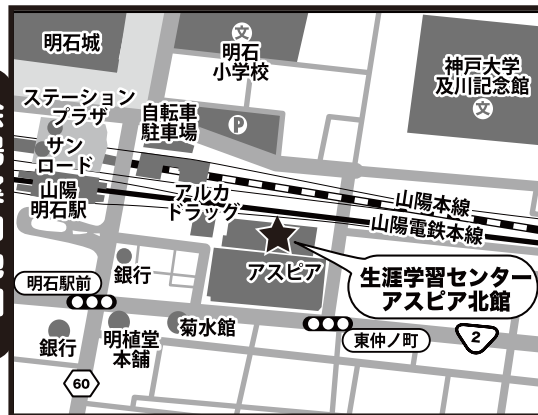 明石城
文
明石
小学校
神戸大学
及川記念館
文
ステーション
プラザ
自転車
駐車場
P
サン
ロード
山陽
明石駅
アルカ
ドラッグ
山陽本線
山陽電鉄本線
銀行
アスピア
生涯学習センター
アスピア北館
明石駅前
銀行
明植堂
本舗
菊水館
東仲ノ町
2
60